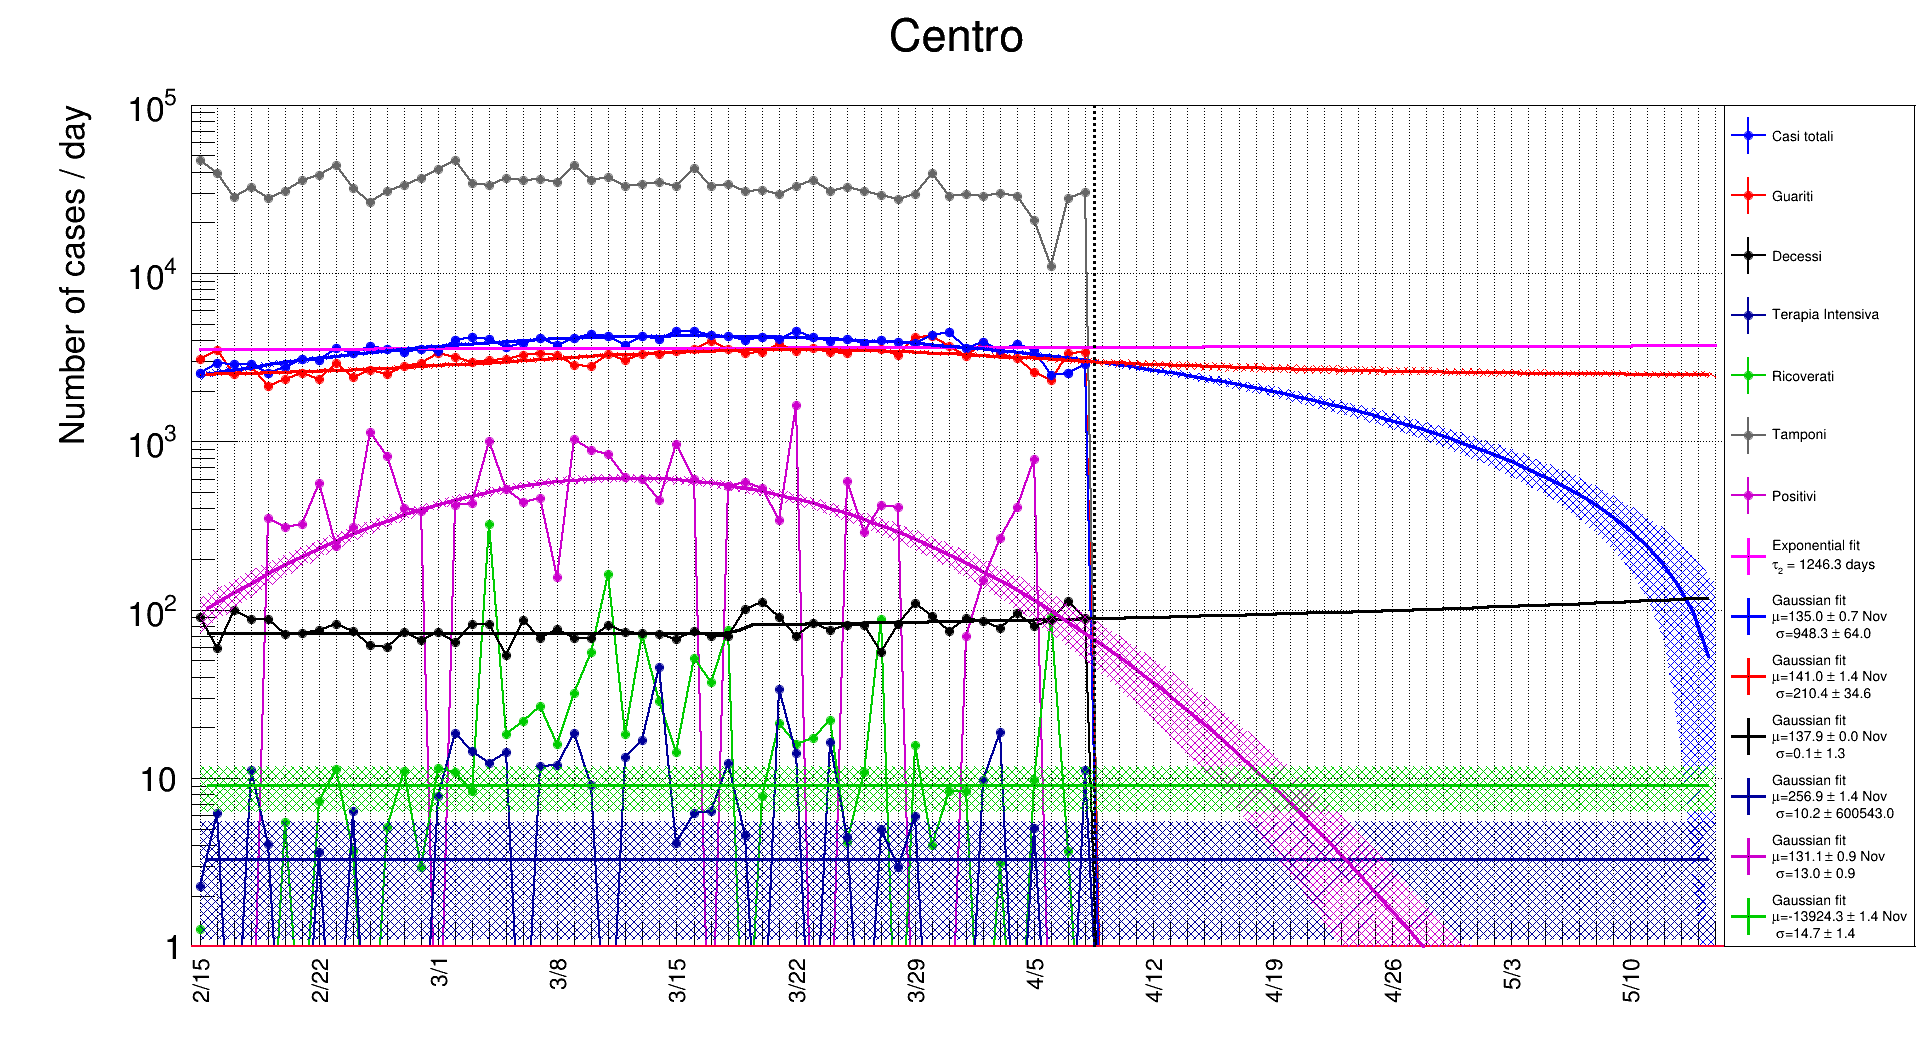 Centro
Number of cases / day
10^5
10^4
10^3
10^2
10
1
2/15
2/22
3/1
3/8
3/15
3/22
3/29
4/5
4/12
4/19
4/26
5/3
5/10
Casi totali
Guariti
Decessi
Terapia Intensiva
Ricoverati
Tamponi
Positivi
Exponential fit
τ₂ = 1246.3 days
Gaussian fit
μ=135.0 ± 0.7 Nov
σ=948.3 ± 64.0
Gaussian fit
μ=141.0 ± 1.4 Nov
σ=210.4 ± 34.6
Gaussian fit
μ=137.9 ± 0.0 Nov
σ=0.1 ± 1.3
Gaussian fit
μ=256.9 ± 1.4 Nov
σ=10.2 ± 600543.0
Gaussian fit
μ=131.1 ± 0.9 Nov
σ=13.0 ± 0.9
Gaussian fit
μ=-13924.3 ± 1.4 Nov
σ=14.7 ± 1.4